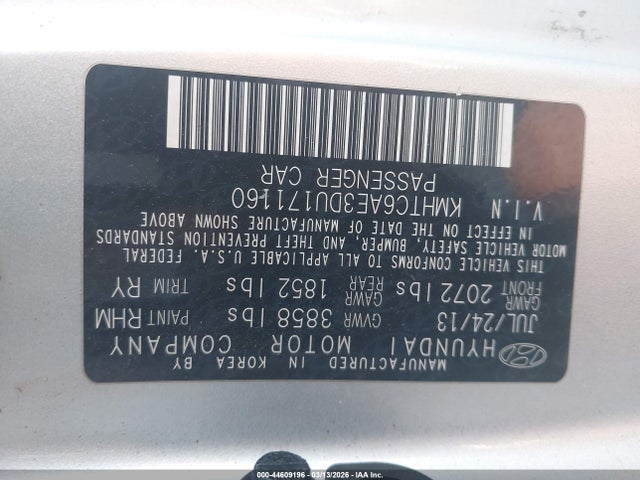 MANUFACTURED IN KOREA BY
HYUNDAI MOTOR COMPANY
JUL/24/13 GVWR 3858 lbs PAINT RHM
GAWR FRONT 2072 lbs GAWR REAR 1852 lbs TRIM RY
THIS VEHICLE CONFORMS TO ALL APPLICABLE U.S.A. FEDERAL
MOTOR VEHICLE SAFETY, BUMPER, AND THEFT PREVENTION STANDARDS
IN EFFECT ON THE DATE OF MANUFACTURE SHOWN ABOVE
V.I.N
KMHTC6AE3DU171160
PASSENGER CAR
000-44609196 - 03/13/2026 - IAA Inc.